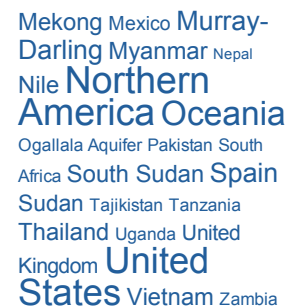 Mekong Mexico Murray-
Darling Myanmar Nepal
Nile Northern
America Oceania
Ogallala Aquifer Pakistan South
Africa South Sudan Spain
Sudan Tajikistan Tanzania
Thailand Uganda United
Kingdom United
States Vietnam Zambia